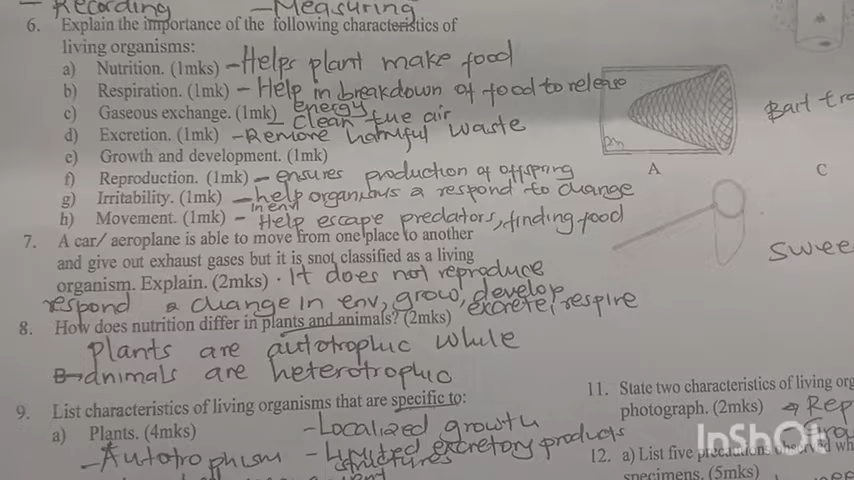 - Recording - Measuring
6. Explain the importance of the following characteristics of
living organisms:
a) Nutrition. (1mks) - Helps plant make food
b) Respiration. (1mk) - Help in breakdown of food to release
energy
c) Gaseous exchange. (1mk) - Clean the air
d) Excretion. (1mk) - Remove harmful waste
e) Growth and development. (1mk)
f) Reproduction. (1mk) - ensures production of offspring
g) Irritability. (1mk) - help organisms a respond to change
in env
h) Movement. (1mk) - Help escape predators, finding food
7. A car/ aeroplane is able to move from one place to another
and give out exhaust gases but it is snot classified as a living
organism. Explain. (2mks) . It does not reproduce
respond a change in env, grow, develop
excrete, respire
8. How does nutrition differ in plants and animals? (2mks)
Plants are autotrophic while
animals are heterotrophic
9. List characteristics of living organisms that are specific to:
a) Plants. (4mks) - Localized growth
- Autotrophism - Limited excretory products
structures
A
C
Swee
11. State two characteristics of living org
photograph. (2mks) Rep
Grow
12. a) List five precautions observed wh
specimens. (5mks)
InShOt